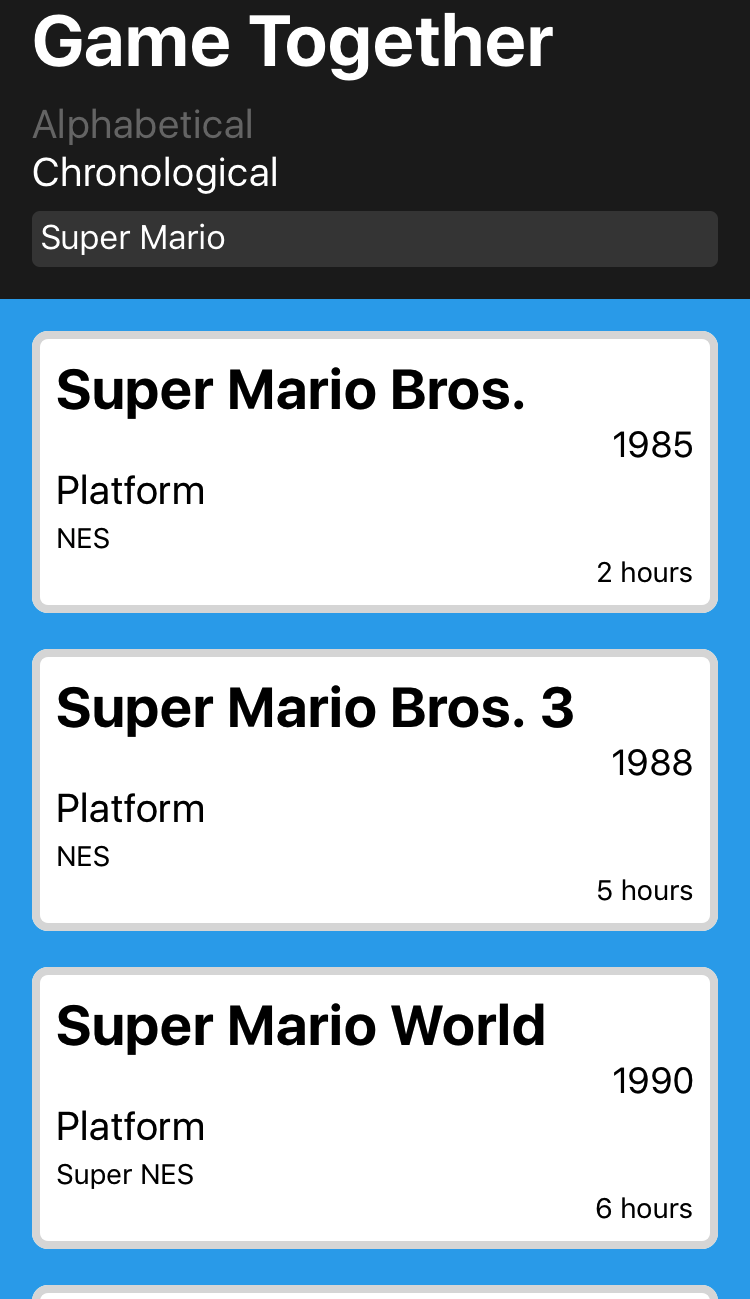 Game Together
Alphabetical
Chronological
Super Mario
Super Mario Bros.
1985
Platform
NES
2 hours
Super Mario Bros. 3
1988
Platform
NES
5 hours
Super Mario World
1990
Platform
Super NES
6 hours